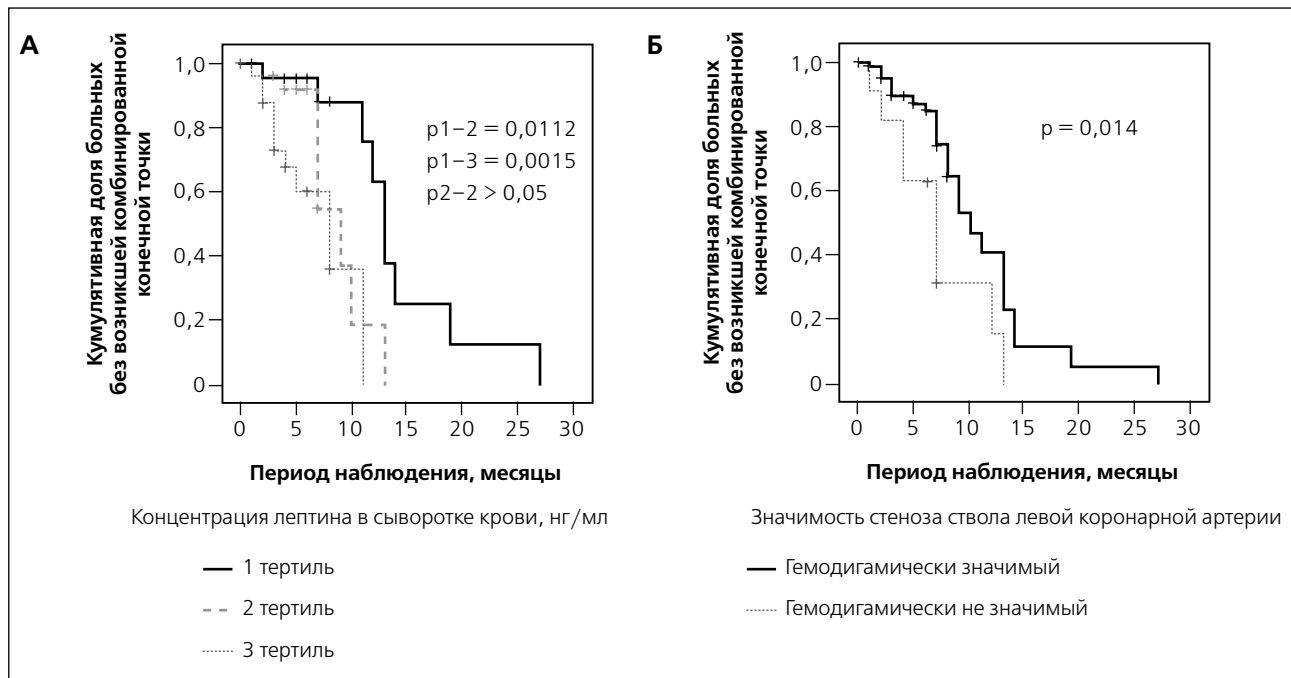 А
Кумулятивная доля больных
без возникшей комбинированной
конечной точки
1,0
0,8
0,6
0,4
0,2
0
p1–2 = 0,0112
p1–3 = 0,0015
p2–2 > 0,05
0 5 10 15 20 25 30
Период наблюдения, месяцы
Концентрация лептина в сыворотке крови, нг/мл
1 тертиль
2 тертиль
3 тертиль
Б
Кумулятивная доля больных
без возникшей комбинированной
конечной точки
1,0
0,8
0,6
0,4
0,2
0
p = 0,014
0 5 10 15 20 25 30
Период наблюдения, месяцы
Значимость стеноза ствола левой коронарной артерии
Гемодигамически значимый
Гемодигамически не значимый